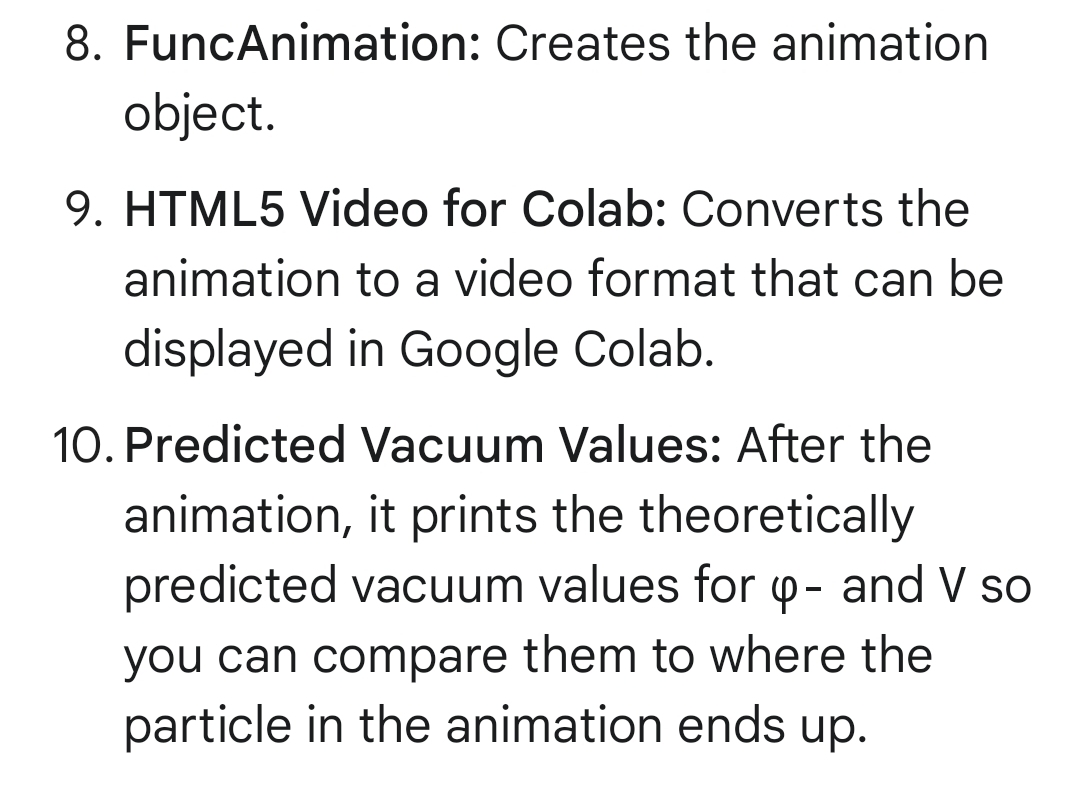 8. FuncAnimation: Creates the animation
object.
9. HTML5 Video for Colab: Converts the
animation to a video format that can be
displayed in Google Colab.
10. Predicted Vacuum Values: After the
animation, it prints the theoretically
predicted vacuum values for φ- and V so
you can compare them to where the
particle in the animation ends up.